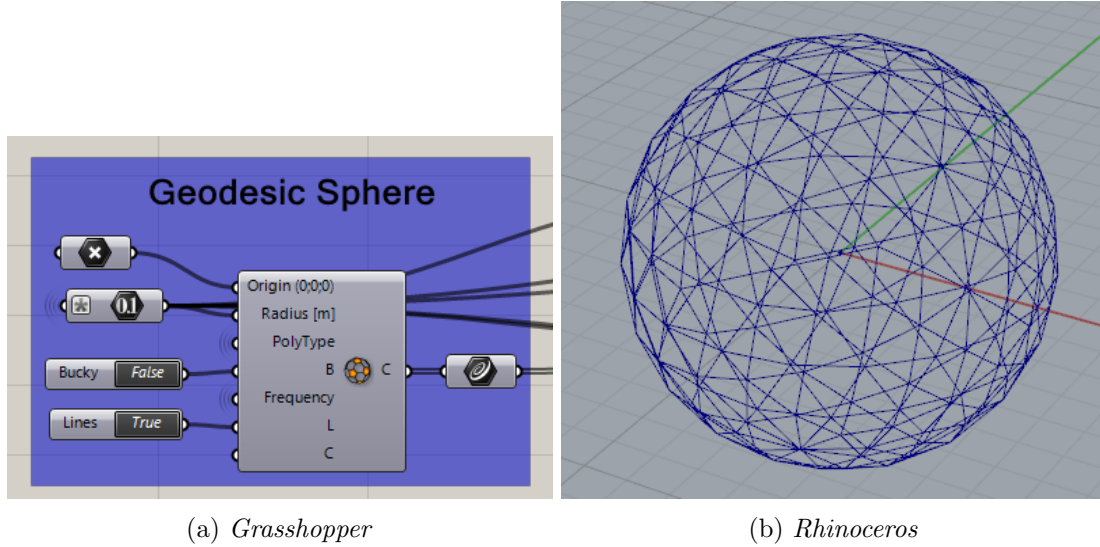 Geodesic Sphere
0.1
Origin (0;0;0)
Radius [m]
PolyType
Bucky False
B C
Frequency
Lines True
L
C
(a) Grasshopper
(b) Rhinoceros